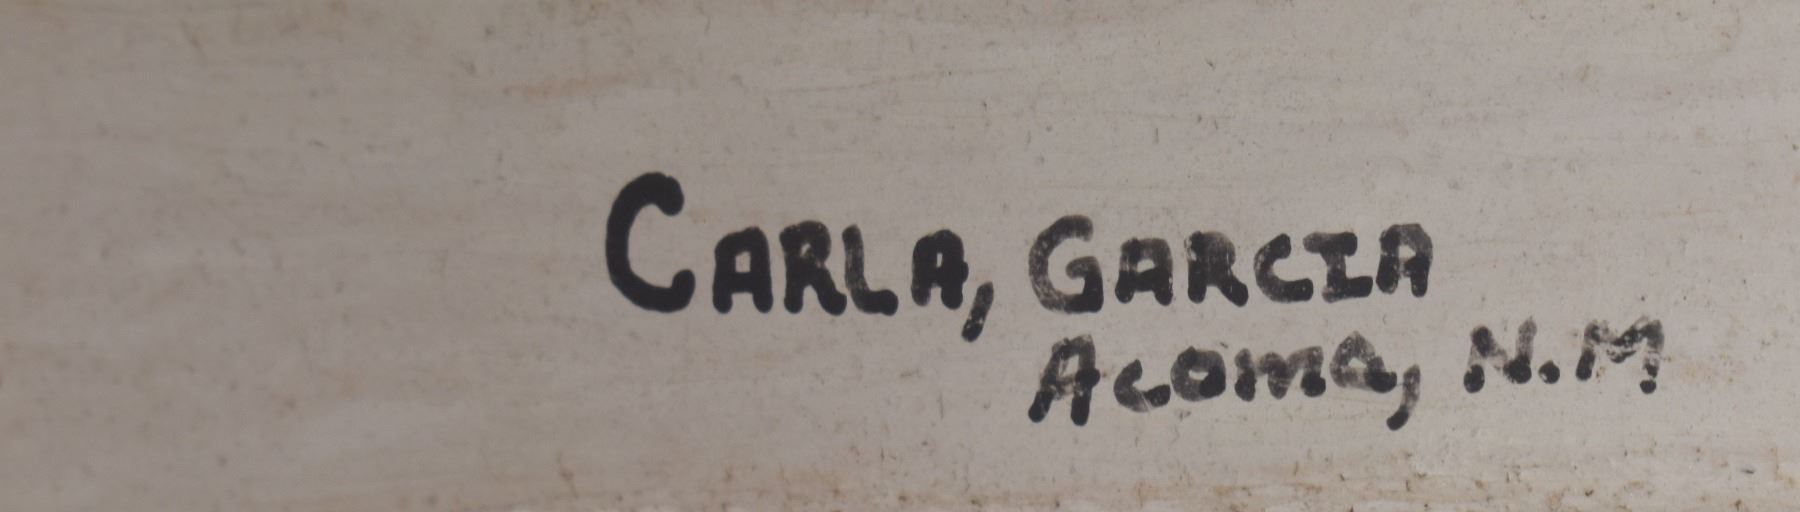 CARLA, GARCIA
Acoma, N.M